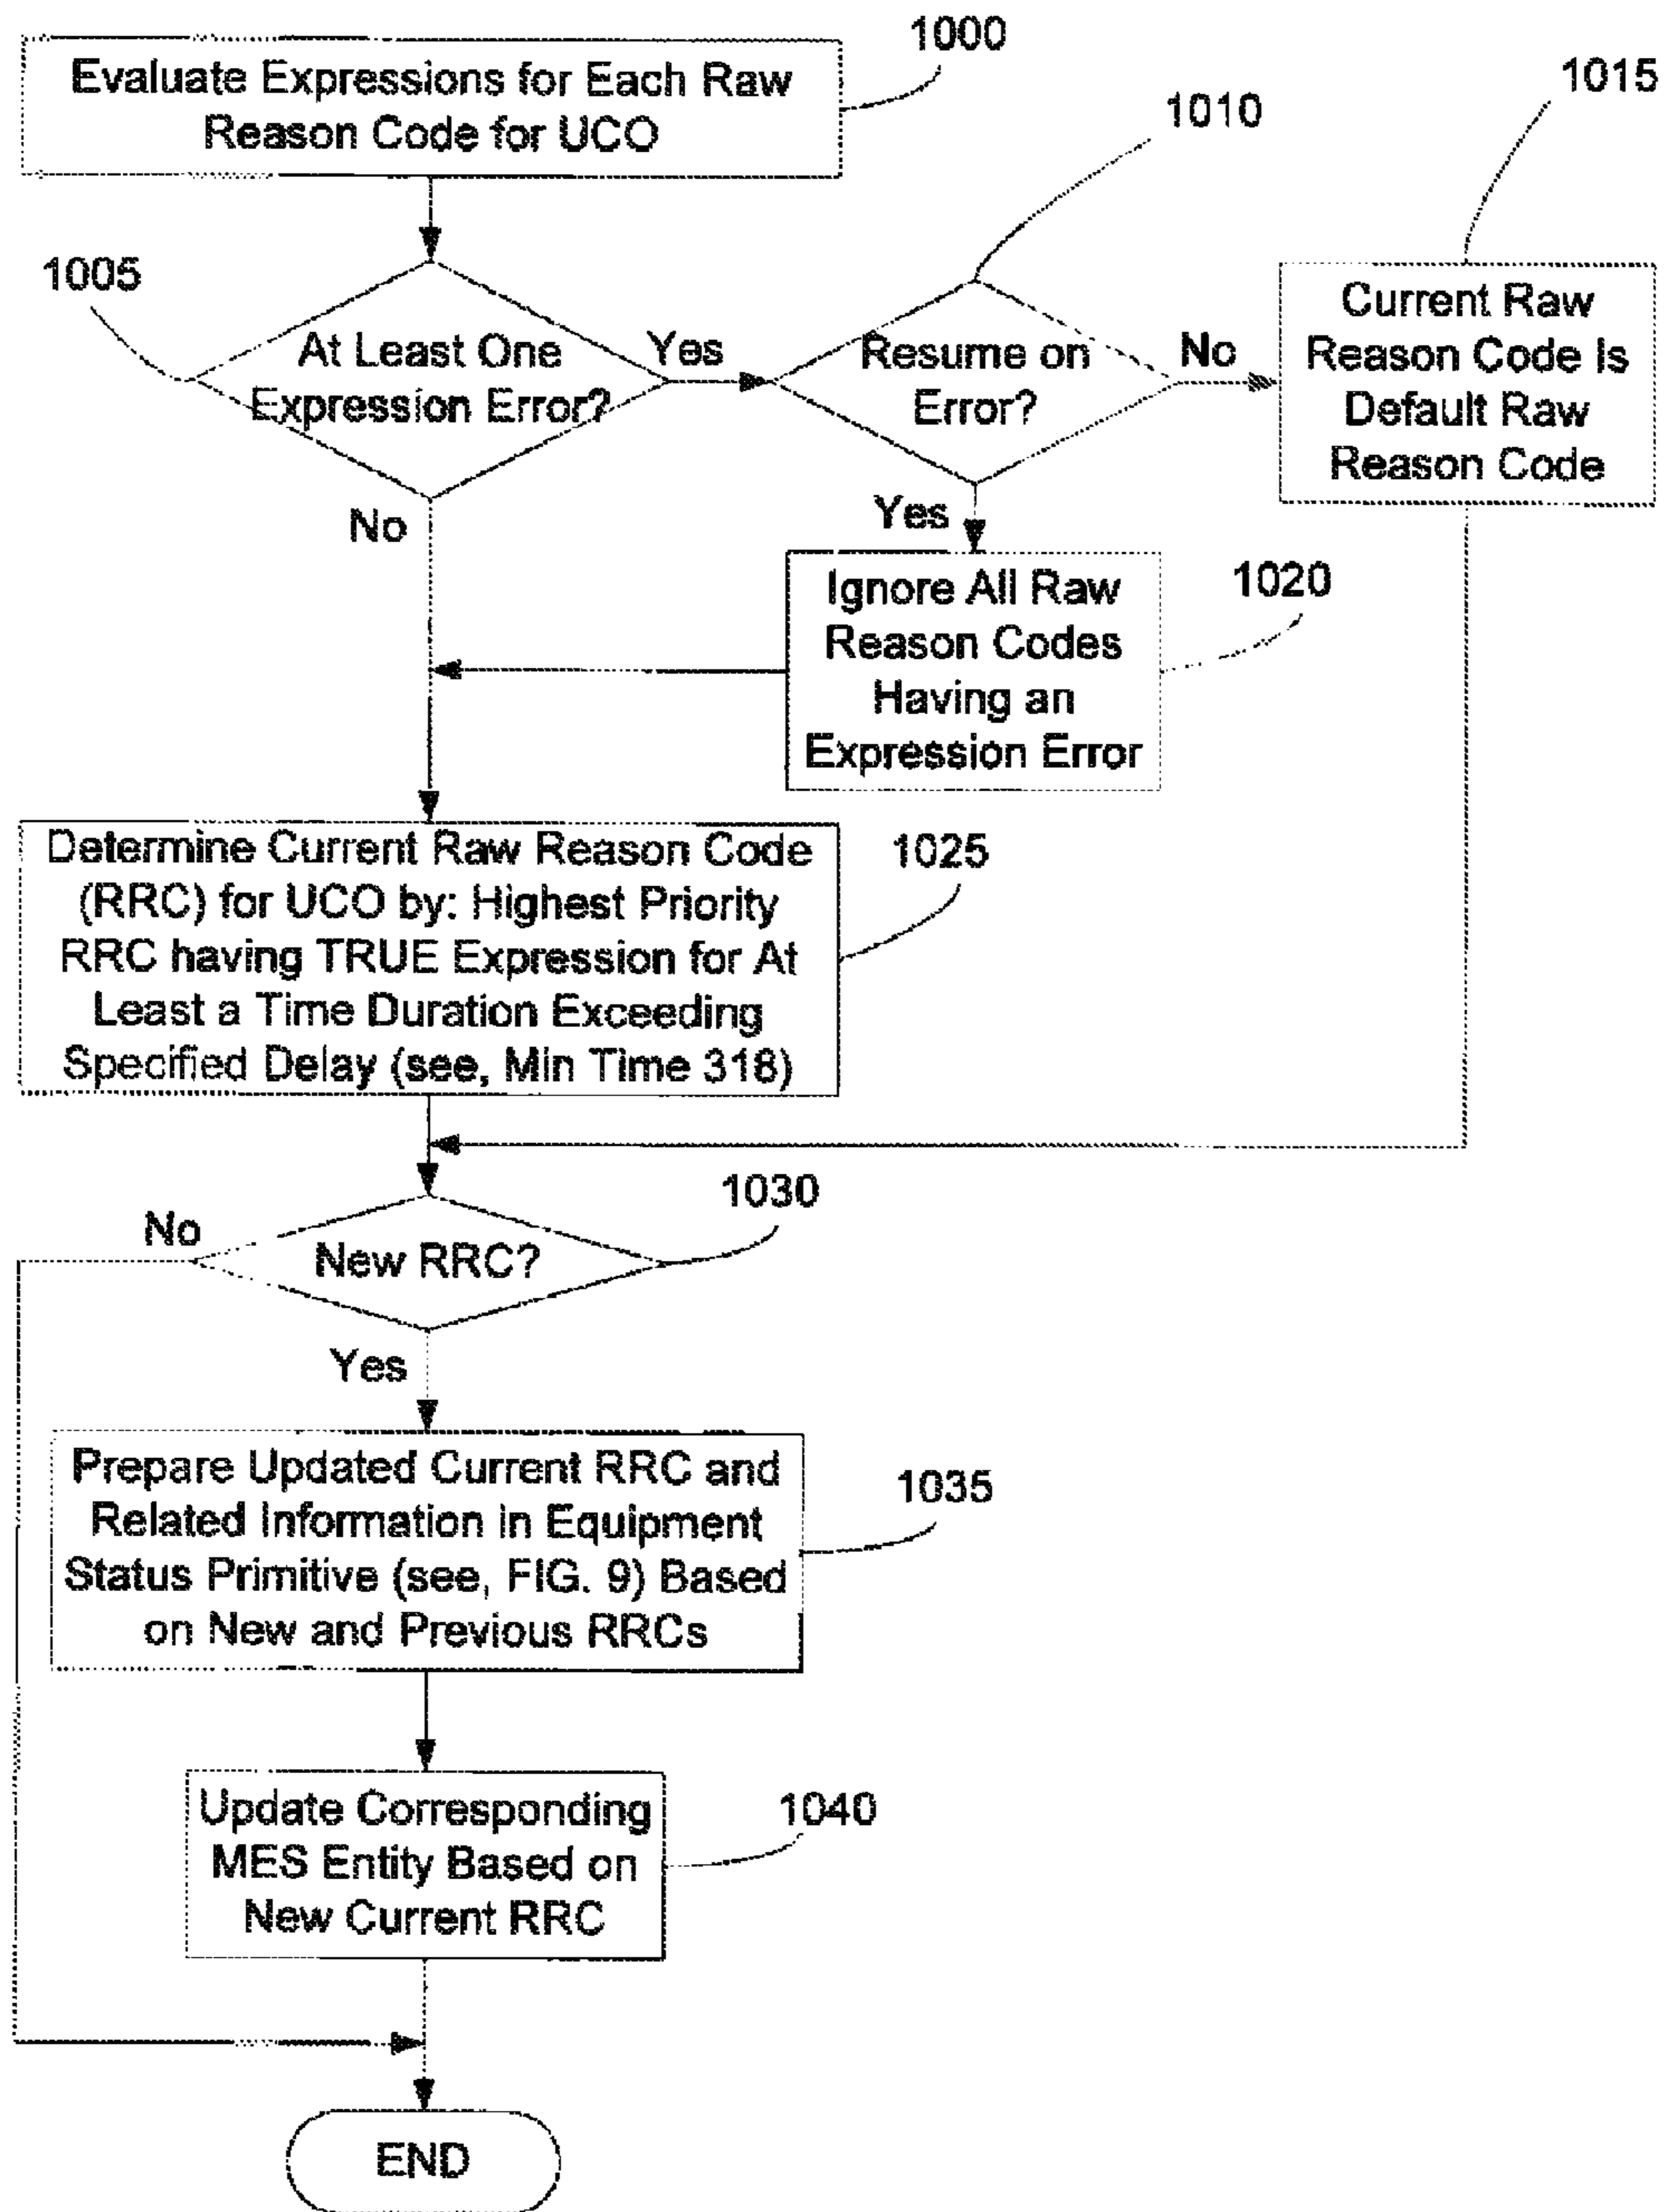 1000
Evaluate Expressions for Each Raw
Reason Code for UCO
1015
1010
1005
At Least One
Expression Error?
Yes
Resume on
Error?
No
Current Raw
Reason Code Is
Default Raw
Reason Code
No
Yes
Ignore All Raw
Reason Codes
Having an
Expression Error
1020
Determine Current Raw Reason Code
(RRC) for UCO by: Highest Priority
RRC having TRUE Expression for At
Least a Time Duration Exceeding
Specified Delay (see, Min Time 318)
1025
1030
No
New RRC?
Yes
Prepare Updated Current RRC and
Related Information in Equipment
Status Primitive (see, FIG. 9) Based
on New and Previous RRCs
1035
Update Corresponding
MES Entity Based on
New Current RRC
1040
END